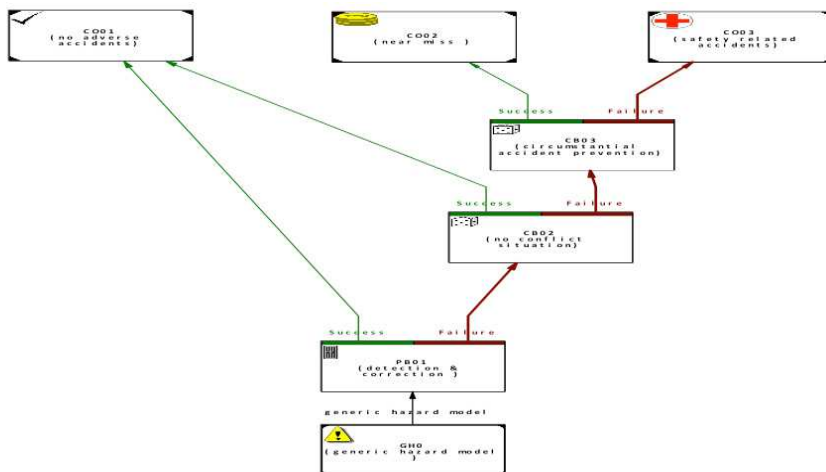 CO01
(no adverse
accidents)
CO02
(near miss )
CO03
(safety related
accidents)
Success
Failure
CB03
(circumstantial
accident prevention)
Success
Failure
CB02
(no conflict
situation)
Success
Failure
PB01
(detection &
correction )
generic hazard model
GH0
(generic hazard model
)